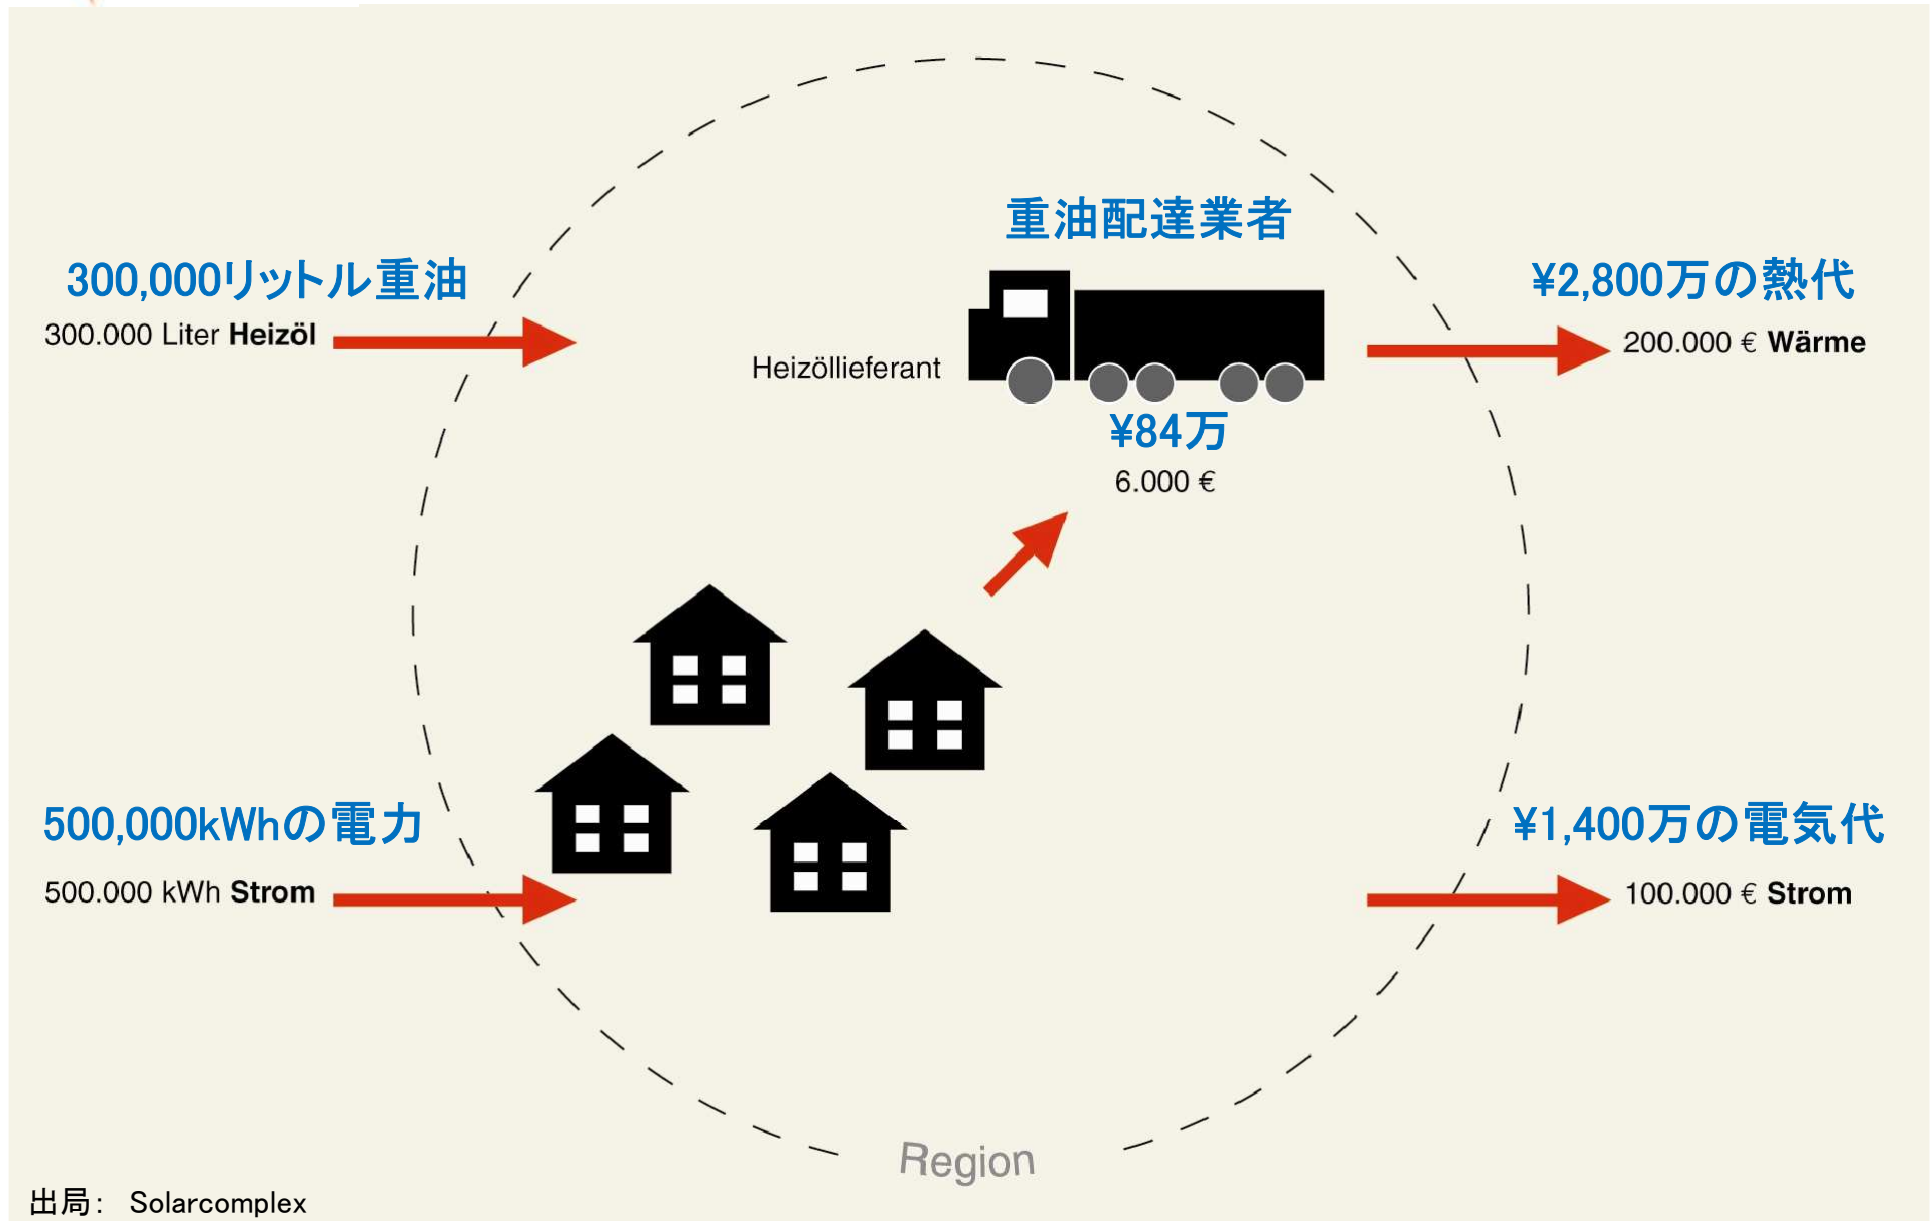 重油配達業者
300,000リットル重油
300.000 Liter Heizöl
Heizöllieferant
¥2,800万の熱代
200.000 € Wärme
¥84万
6.000 €
500,000kWhの電力
500.000 kWh Strom
¥1,400万の電気代
100.000 € Strom
Region
出局： Solarcomplex